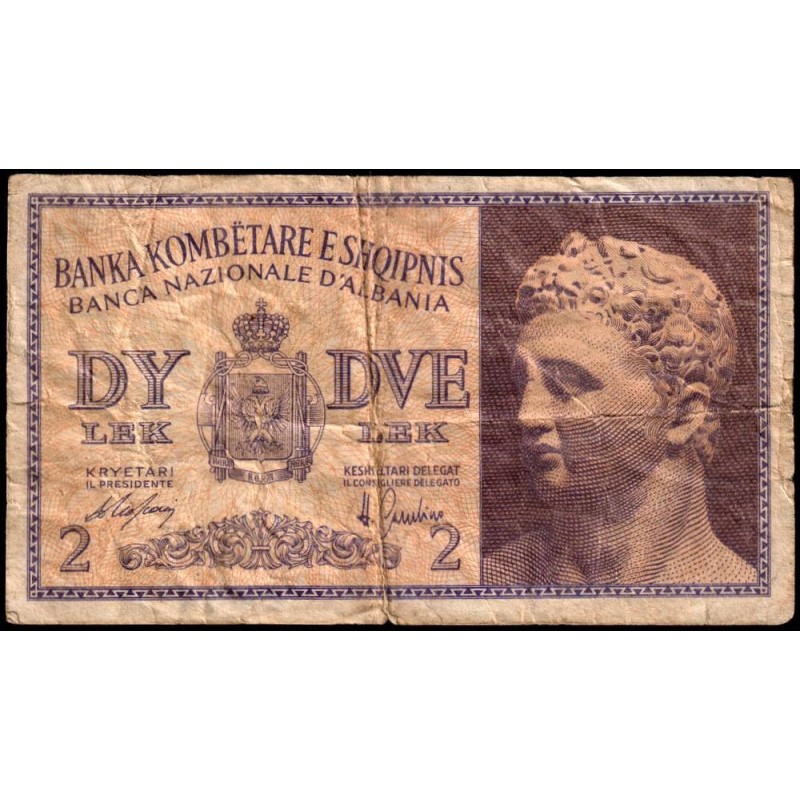 BANKA KOMBËTARE E SHQIPNIS
BANCA NAZIONALE D'ALBANIA
DY DVE
LEK LEK
KRYETARI
IL PRESIDENTE
KESHILLTARI DELEGAT
IL CONSIGLIERE DELEGATO
2 2